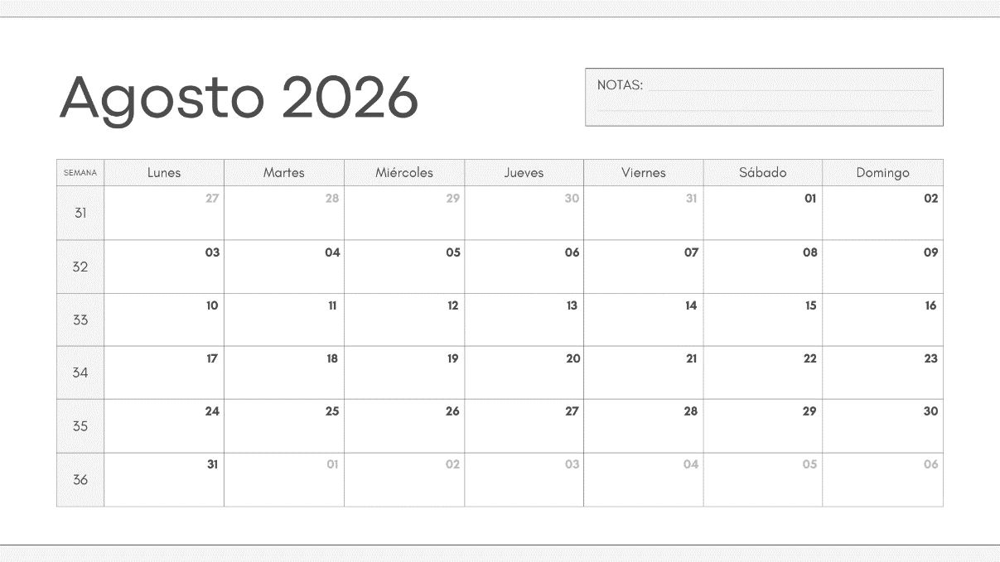 Agosto 2026
NOTAS:
SEMANA Lunes Martes Miércoles Jueves Viernes Sábado Domingo
31 27 28 29 30 31 01 02
32 03 04 05 06 07 08 09
33 10 11 12 13 14 15 16
34 17 18 19 20 21 22 23
35 24 25 26 27 28 29 30
36 31 01 02 03 04 05 06